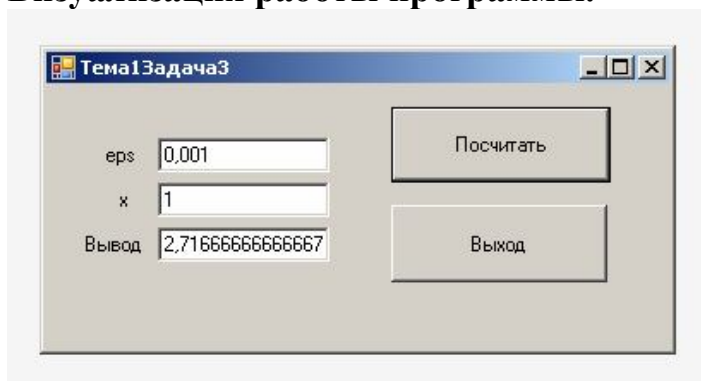 Визуализация работы программы.
Тема1Задача3
eps 0,001
x 1
Вывод 2,71666666666667
Посчитать
Выход